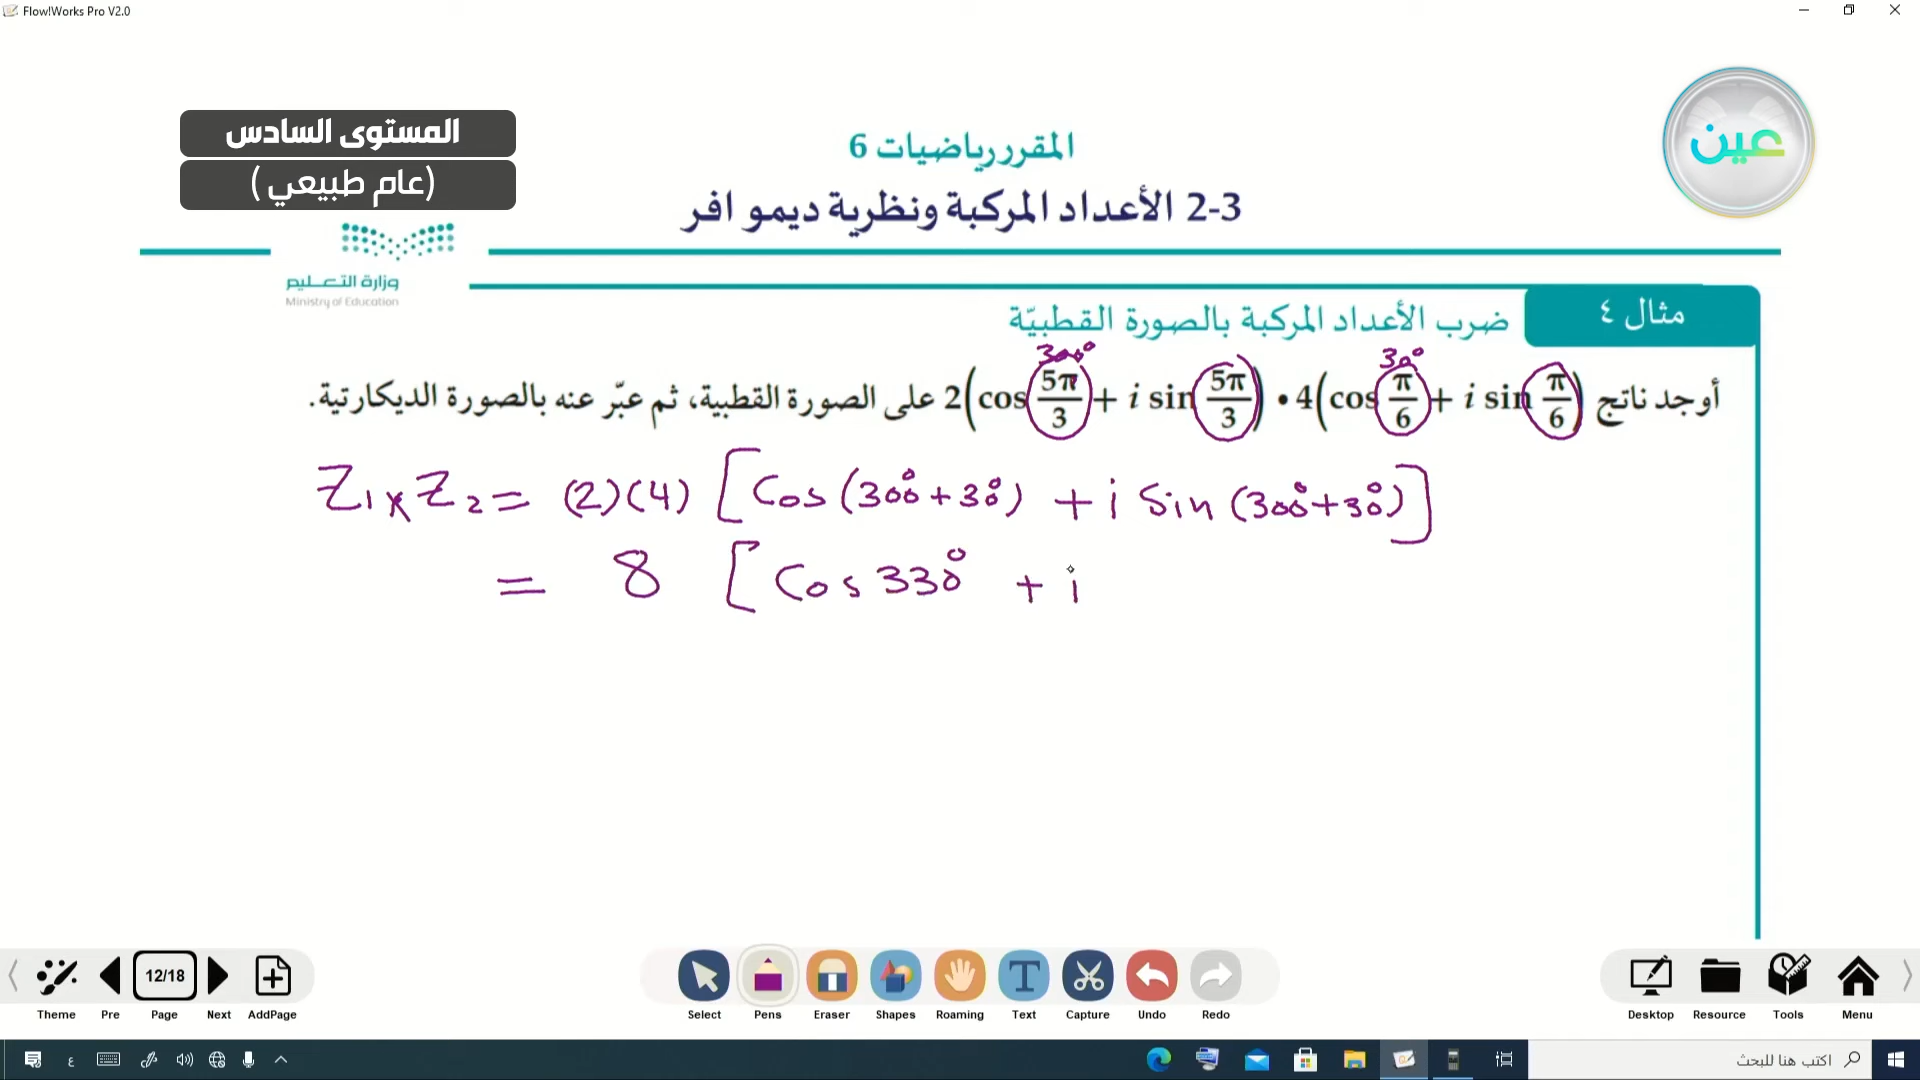 Flow!Works Pro V2.0
المستوى السادس
(عام طبيعي)
المقرر رياضيات 6
2-3 الأعداد المركبة ونظرية ديموافر
عين
وزارة التعليم
Ministry of Education
مثال ٤
ضرب الأعداد المركبة بالصورة القطبيّة
300° 30°
أوجد ناتج 2(cos 5π/3 + i sin 5π/3) • 4(cos π/6 + i sin π/6) على الصورة القطبية، ثم عبّر عنه بالصورة الديكارتية.
Z₁ × Z₂ = (2)(4) [Cos (300° + 30°) + i Sin (300° + 30°)]
= 8 [Cos 330° + i
12/18
Theme Pre Page Next AddPage
Select Pens Eraser Shapes Roaming Text Capture Undo Redo
Desktop Resource Tools Menu
ع
اكتب هنا للبحث